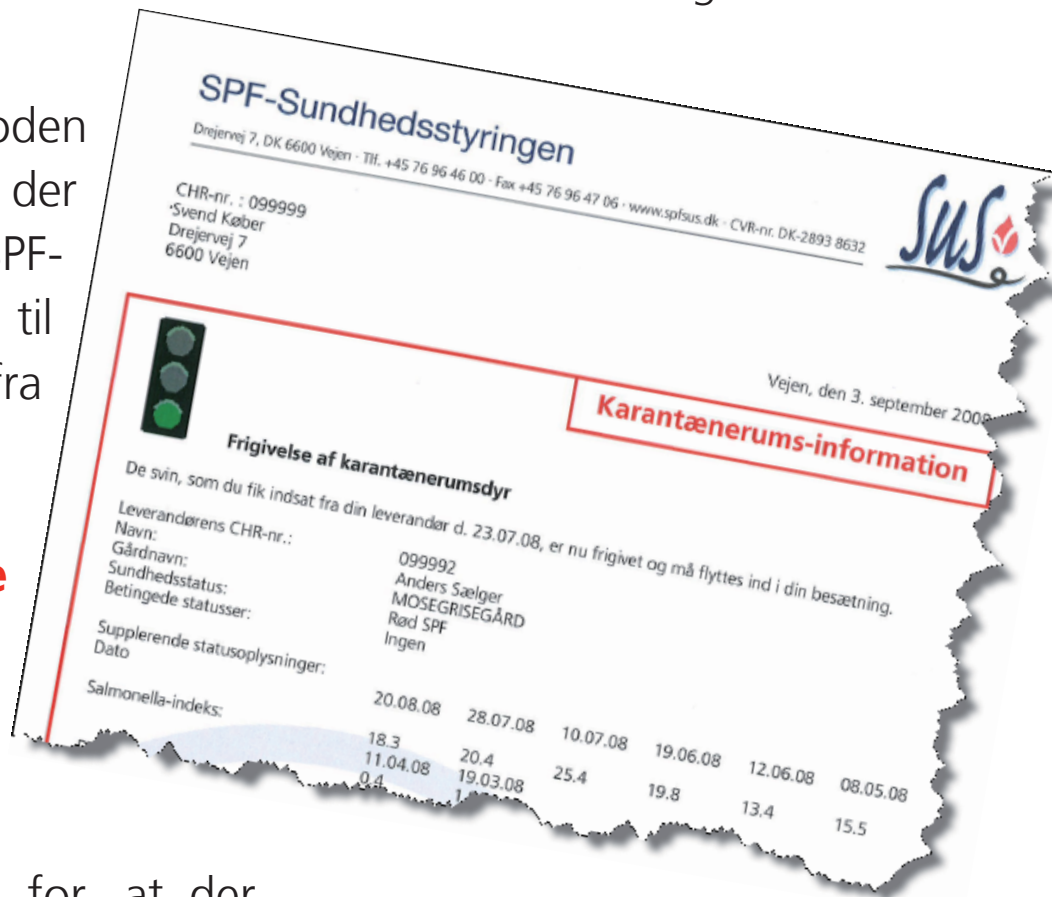 oden
der
PF-
til
fra
e
for at der
SPF-Sundhedsstyringen
Drejervej 7, DK 6600 Vejen · Tlf. +45 76 96 46 00 · Fax +45 76 96 47 06 · www.spfsus.dk · CVR-nr. DK-2893 8632
SUS
CHR-nr. : 099999
Svend Køber
Drejervej 7
6600 Vejen
Vejen, den 3. september 2008
Karantænerums-information
Frigivelse af karantænerumsdyr
De svin, som du fik indsat fra din leverandør d. 23.07.08, er nu frigivet og må flyttes ind i din besætning.
Leverandørens CHR-nr.: 099992
Navn: Anders Sælger
Gårdnavn: MOSEGRISEGÅRD
Sundhedsstatus: Rød SPF
Betingede statusser: Ingen
Supplerende statusoplysninger:
Dato 20.08.08 28.07.08 10.07.08 19.06.08 12.06.08 08.05.08
Salmonella-indeks: 18.3 20.4 25.4 19.8 13.4 15.5
11.04.08 19.03.08
0.4 1